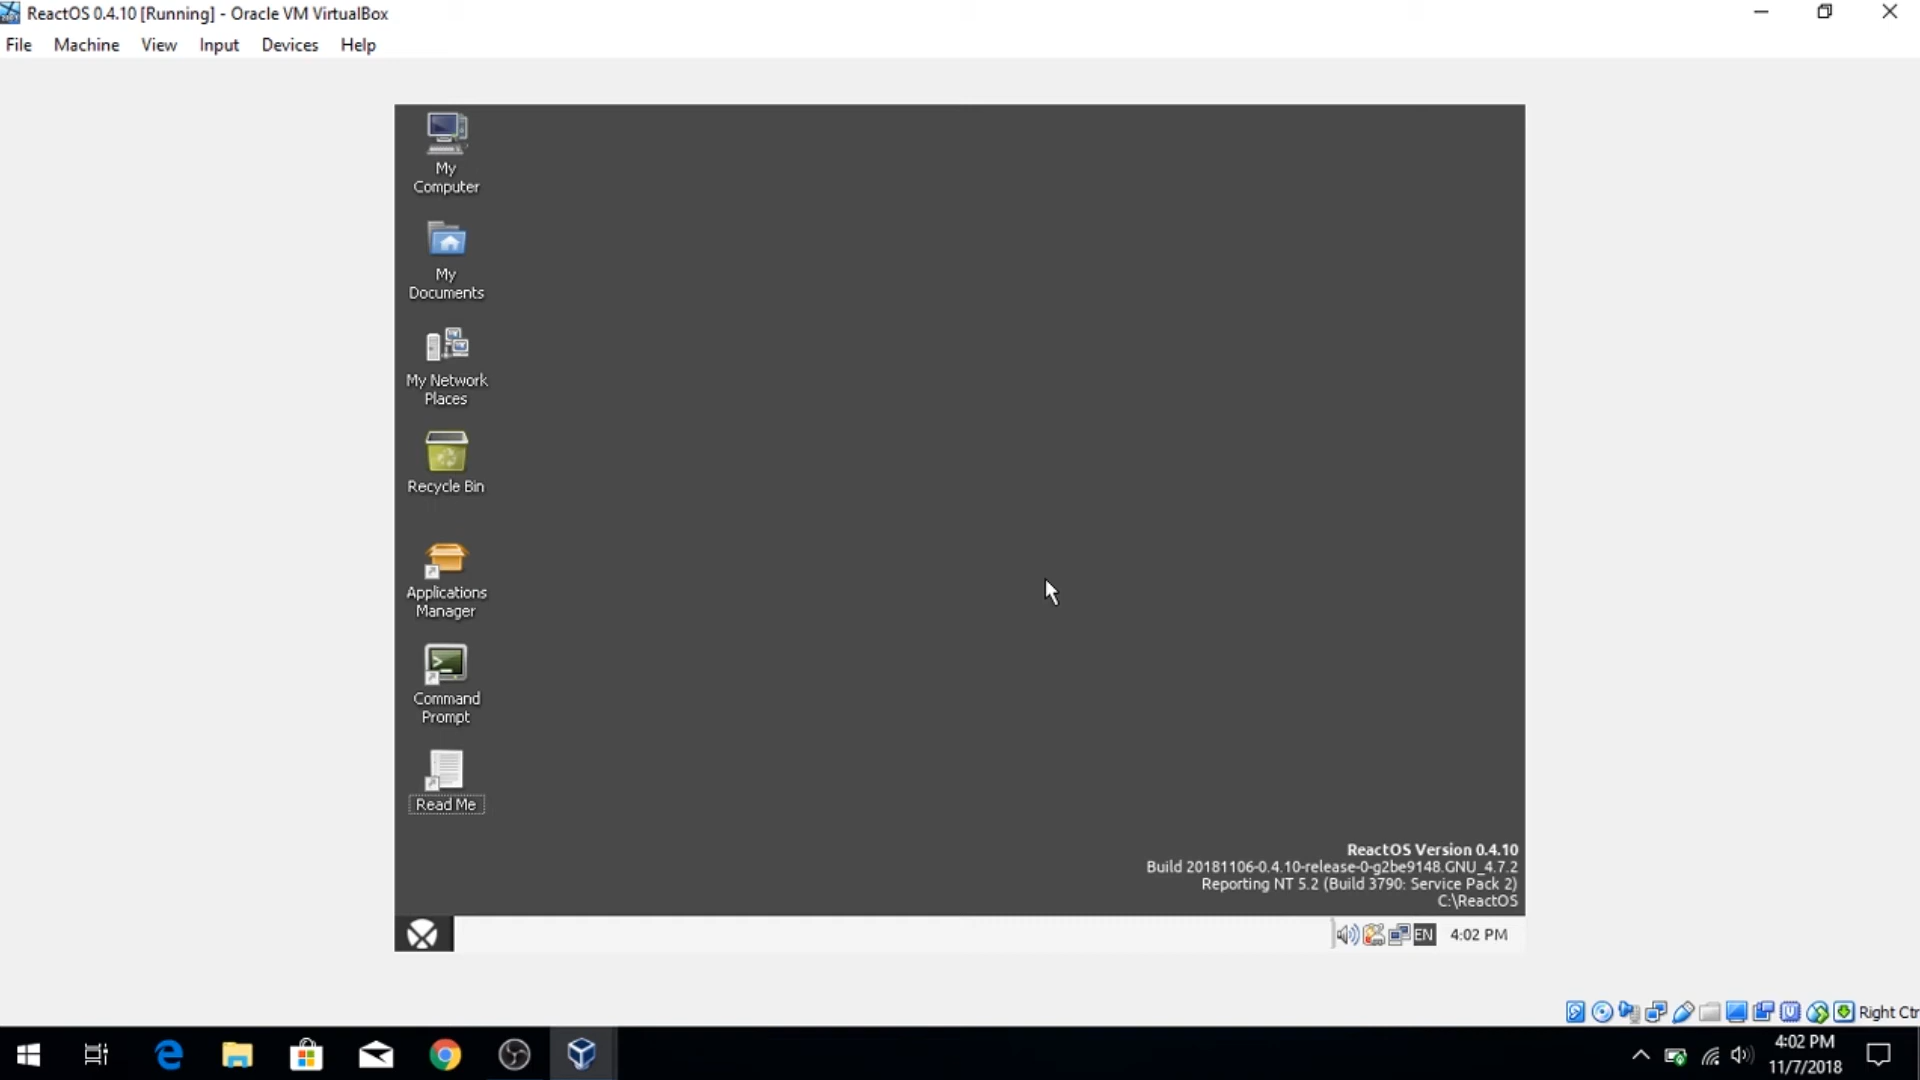 ReactOS 0.4.10 [Running] - Oracle VM VirtualBox
File Machine View Input Devices Help
My
Computer
My
Documents
My Network
Places
Recycle Bin
Applications
Manager
Command
Prompt
Read Me
ReactOS Version 0.4.10
Build 20181106-0.4.10-release-0-g2be9148.GNU_4.7.2
Reporting NT 5.2 (Build 3790: Service Pack 2)
C:\ReactOS
EN 4:02 PM
Right Ctr
4:02 PM
11/7/2018